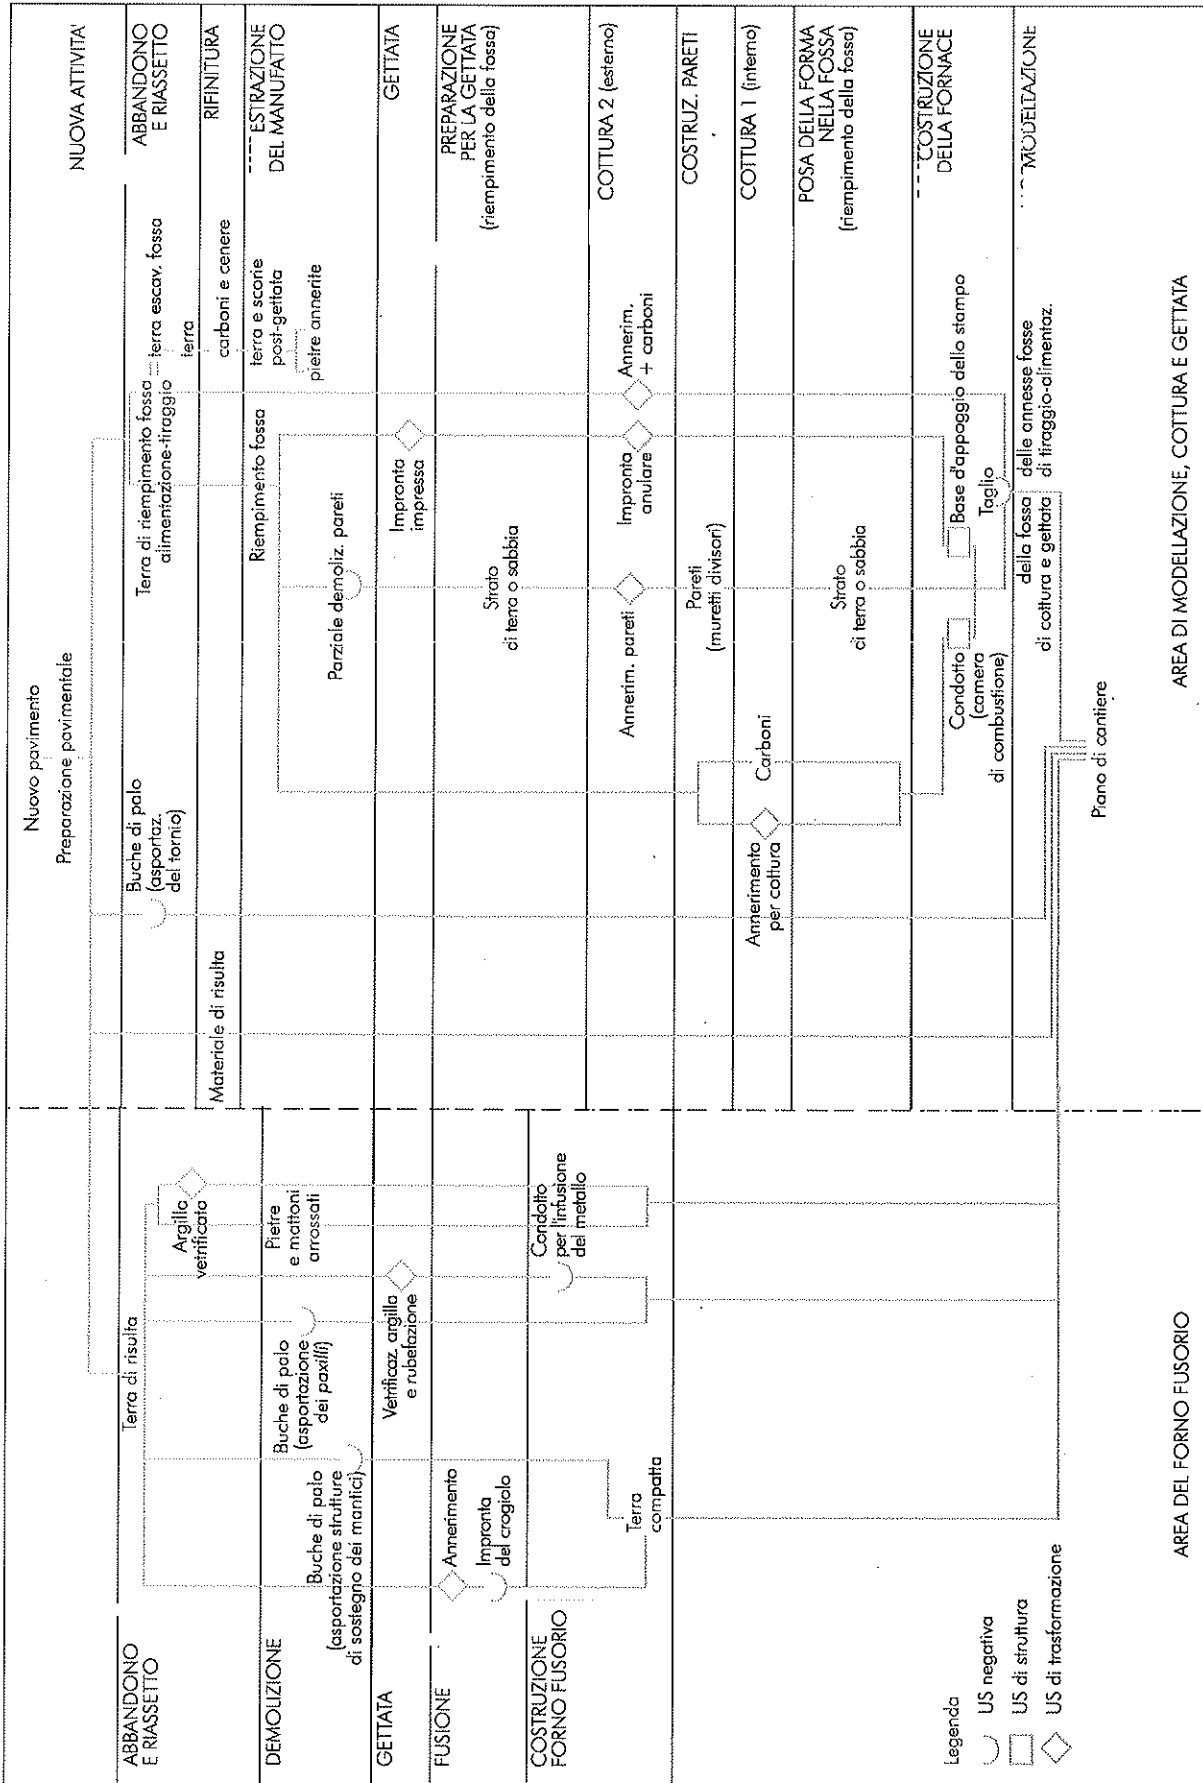 Nuovo pavimento
Preparazione pavimentale
NUOVA ATTIVITA'
ABBANDONO
E RIASSETTO
Terra di risulta
Argilla
vetrificata
Buche di palo
(asportaz.
del tornio)
Terra di riempimento fossa = terra escav. fossa
alimentazione-tiraggio
terra
ABBANDONO
E RIASSETTO
Materiale di risulta
carboni e cenere
RIFINITURA
DEMOLIZIONE
Buche di palo
(asportazione strutture
di sostegno dei mantici)
Buche di palo
(asportazione
dei paxilli)
Pietre
e mattoni
arrossati
Riempimento fossa
Parziale demoliz. pareti
terra e scorie
post-gettata
pietre annerite
ESTRAZIONE
DEL MANUFATTO
GETTATA
Vetrificaz. argilla
e rubefazione
Impronta
impressa
GETTATA
FUSIONE
Annerimento
Impronta
del crogiolo
Strato
di terra o sabbia
PREPARAZIONE
PER LA GETTATA
(riempimento della fossa)
COSTRUZIONE
FORNO FUSORIO
Condotto
per l'infusione
del metallo
Terra
compatta
Annerim. pareti
Impronta
anulare
Annerim.
+ carboni
COTTURA 2 (esterno)
Pareti
(muretti divisori)
COSTRUZ. PARETI
Annerimento
per cottura
Carboni
COTTURA 1 (interno)
Strato
di terra o sabbia
POSA DELLA FORMA
NELLA FOSSA
(riempimento della fossa)
Condotto
(camera
di combustione)
Base d'appoggio dello stampo
Taglio
COSTRUZIONE
DELLA FORNACE
della fossa
di cottura e gettata
delle annesse fosse
di tiraggio-alimentaz.
MODELLAZIONE
Piano di cantiere
Legenda
US negativa
US di struttura
US di trasformazione
AREA DEL FORNO FUSORIO
AREA DI MODELLAZIONE, COTTURA E GETTATA